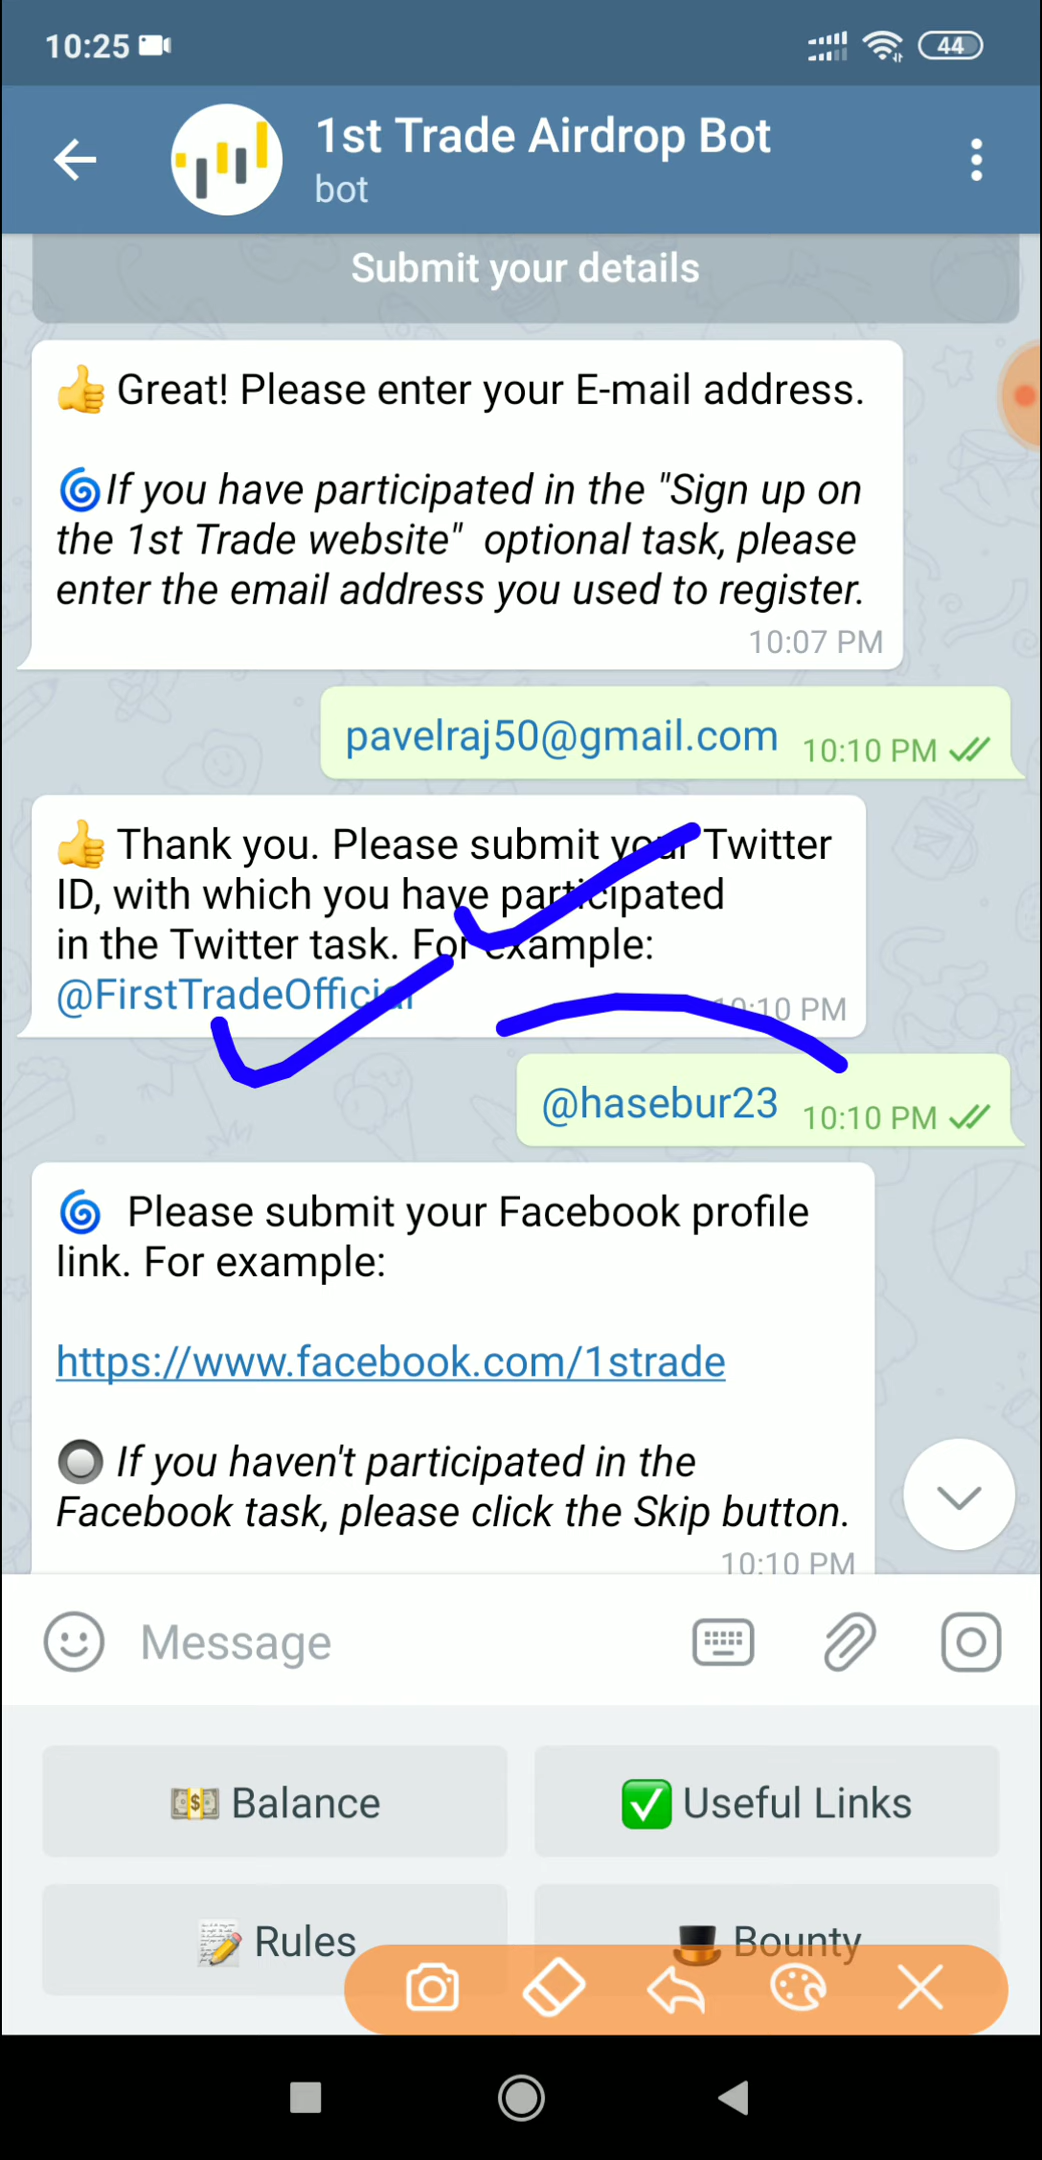 10:25
44
1st Trade Airdrop Bot
bot
Submit your details
👍 Great! Please enter your E-mail address.
🌀If you have participated in the "Sign up on
the 1st Trade website"  optional task, please
enter the email address you used to register.
10:07 PM
pavelraj50@gmail.com 10:10 PM
👍 Thank you. Please submit your Twitter
ID, with which you have participated
in the Twitter task. For example:
@FirstTradeOfficial 10:10 PM
@hasebur23 10:10 PM
🌀 Please submit your Facebook profile
link. For example:
https://www.facebook.com/1strade
🔘 If you haven't participated in the
Facebook task, please click the Skip button.
10:10 PM
Message
💵 Balance
✅ Useful Links
📝 Rules
🎩 Bounty